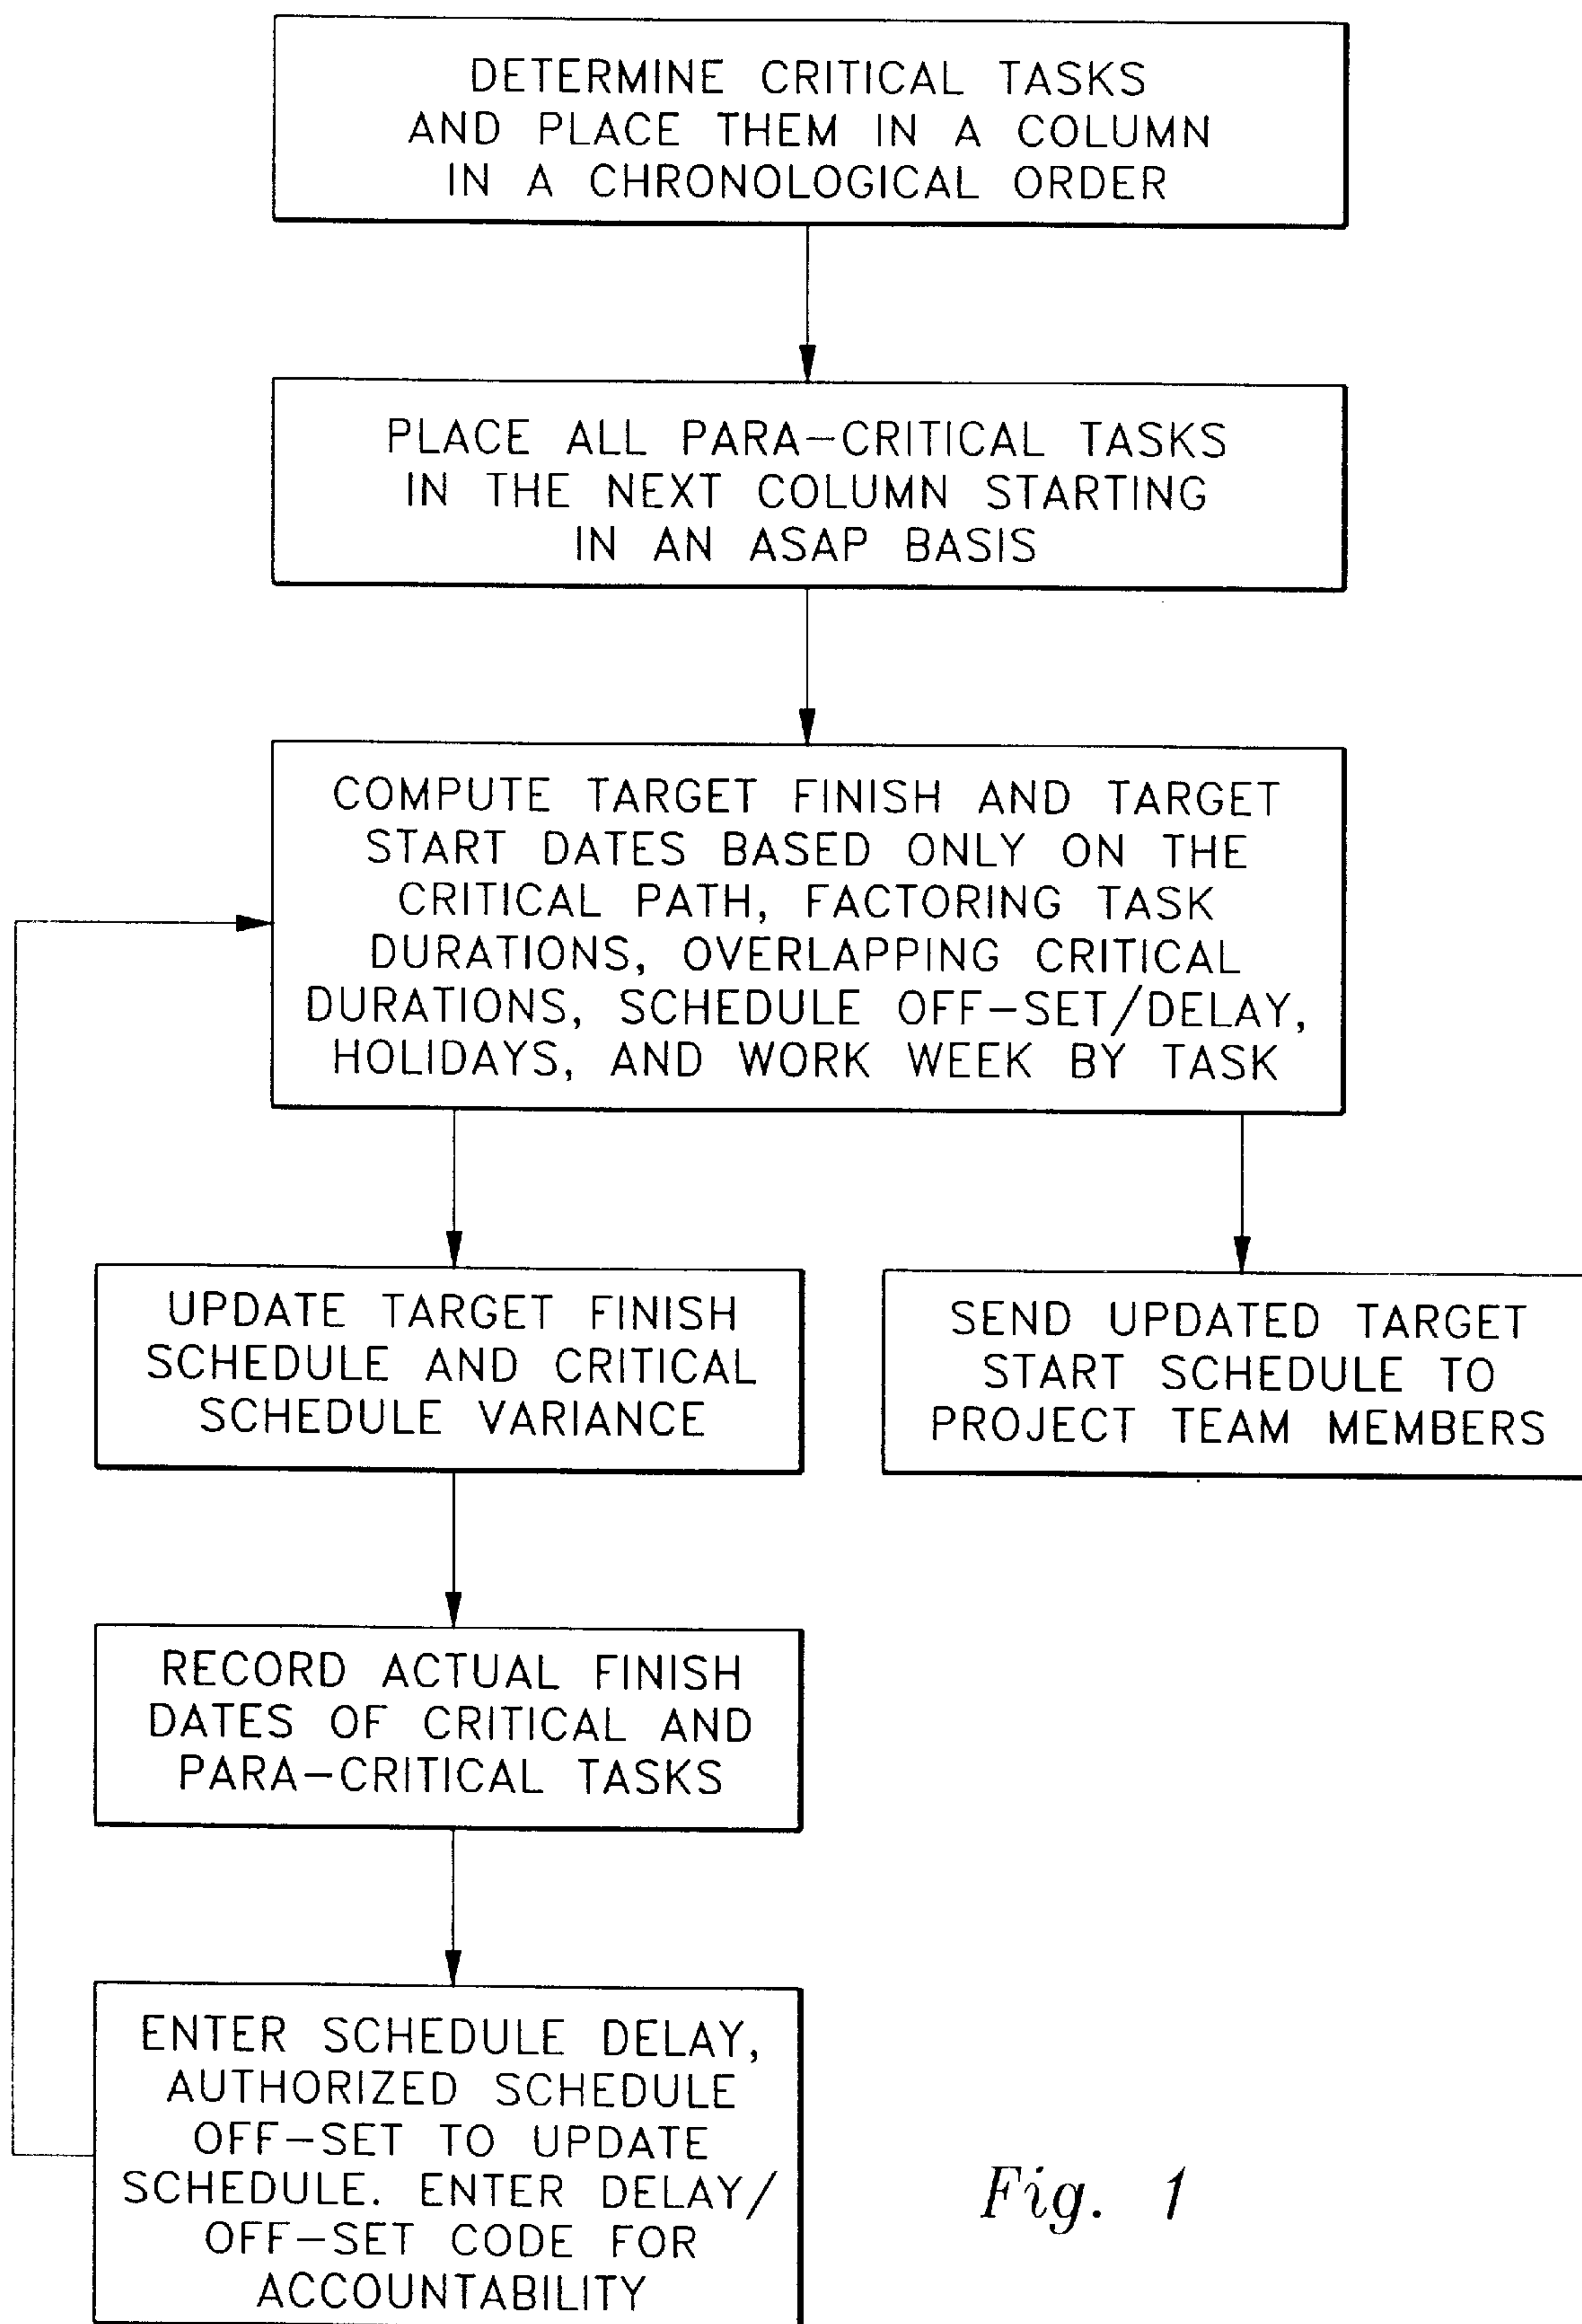 DETERMINE CRITICAL TASKS
AND PLACE THEM IN A COLUMN
IN A CHRONOLOGICAL ORDER
PLACE ALL PARA-CRITICAL TASKS
IN THE NEXT COLUMN STARTING
IN AN ASAP BASIS
COMPUTE TARGET FINISH AND TARGET
START DATES BASED ONLY ON THE
CRITICAL PATH, FACTORING TASK
DURATIONS, OVERLAPPING CRITICAL
DURATIONS, SCHEDULE OFF-SET/DELAY,
HOLIDAYS, AND WORK WEEK BY TASK
UPDATE TARGET FINISH
SCHEDULE AND CRITICAL
SCHEDULE VARIANCE
SEND UPDATED TARGET
START SCHEDULE TO
PROJECT TEAM MEMBERS
RECORD ACTUAL FINISH
DATES OF CRITICAL AND
PARA-CRITICAL TASKS
ENTER SCHEDULE DELAY,
AUTHORIZED SCHEDULE
OFF-SET TO UPDATE
SCHEDULE. ENTER DELAY/
OFF-SET CODE FOR
ACCOUNTABILITY
Fig. 1